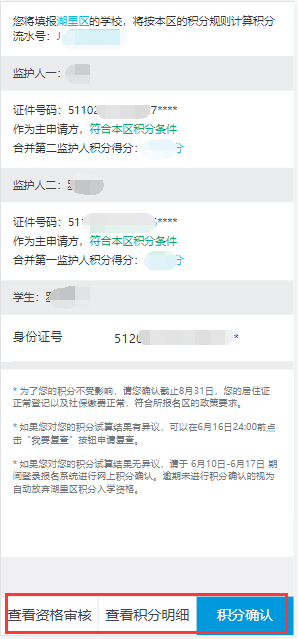 您将填报湖里区的学校，将按本区的积分规则计算积分
流水号：J
监护人一：
证件号码：51102 7****
作为主申请方，符合本区积分条件
合并第二监护人积分得分： 分
监护人二：
证件号码：511 ****
作为主申请方，符合本区积分条件
合并第一监护人积分得分： 分
学生：
身份证号 512 *
* 为了您的积分不受影响，请您确认截止8月31日，您的居住证
正常登记以及社保缴费正常，符合所报名区的政策要求。
* 如果您对您的积分试算结果有异议，可以在6月16日24:00前点
击“我要复查”按钮申请复查。
* 如果您对您的积分试算结果无异议，请于 6月10日-6月17日 期
间登录报名系统进行网上积分确认。逾期未进行积分确认的视为
自动放弃湖里区积分入学资格。
查看资格审核 查看积分明细 积分确认